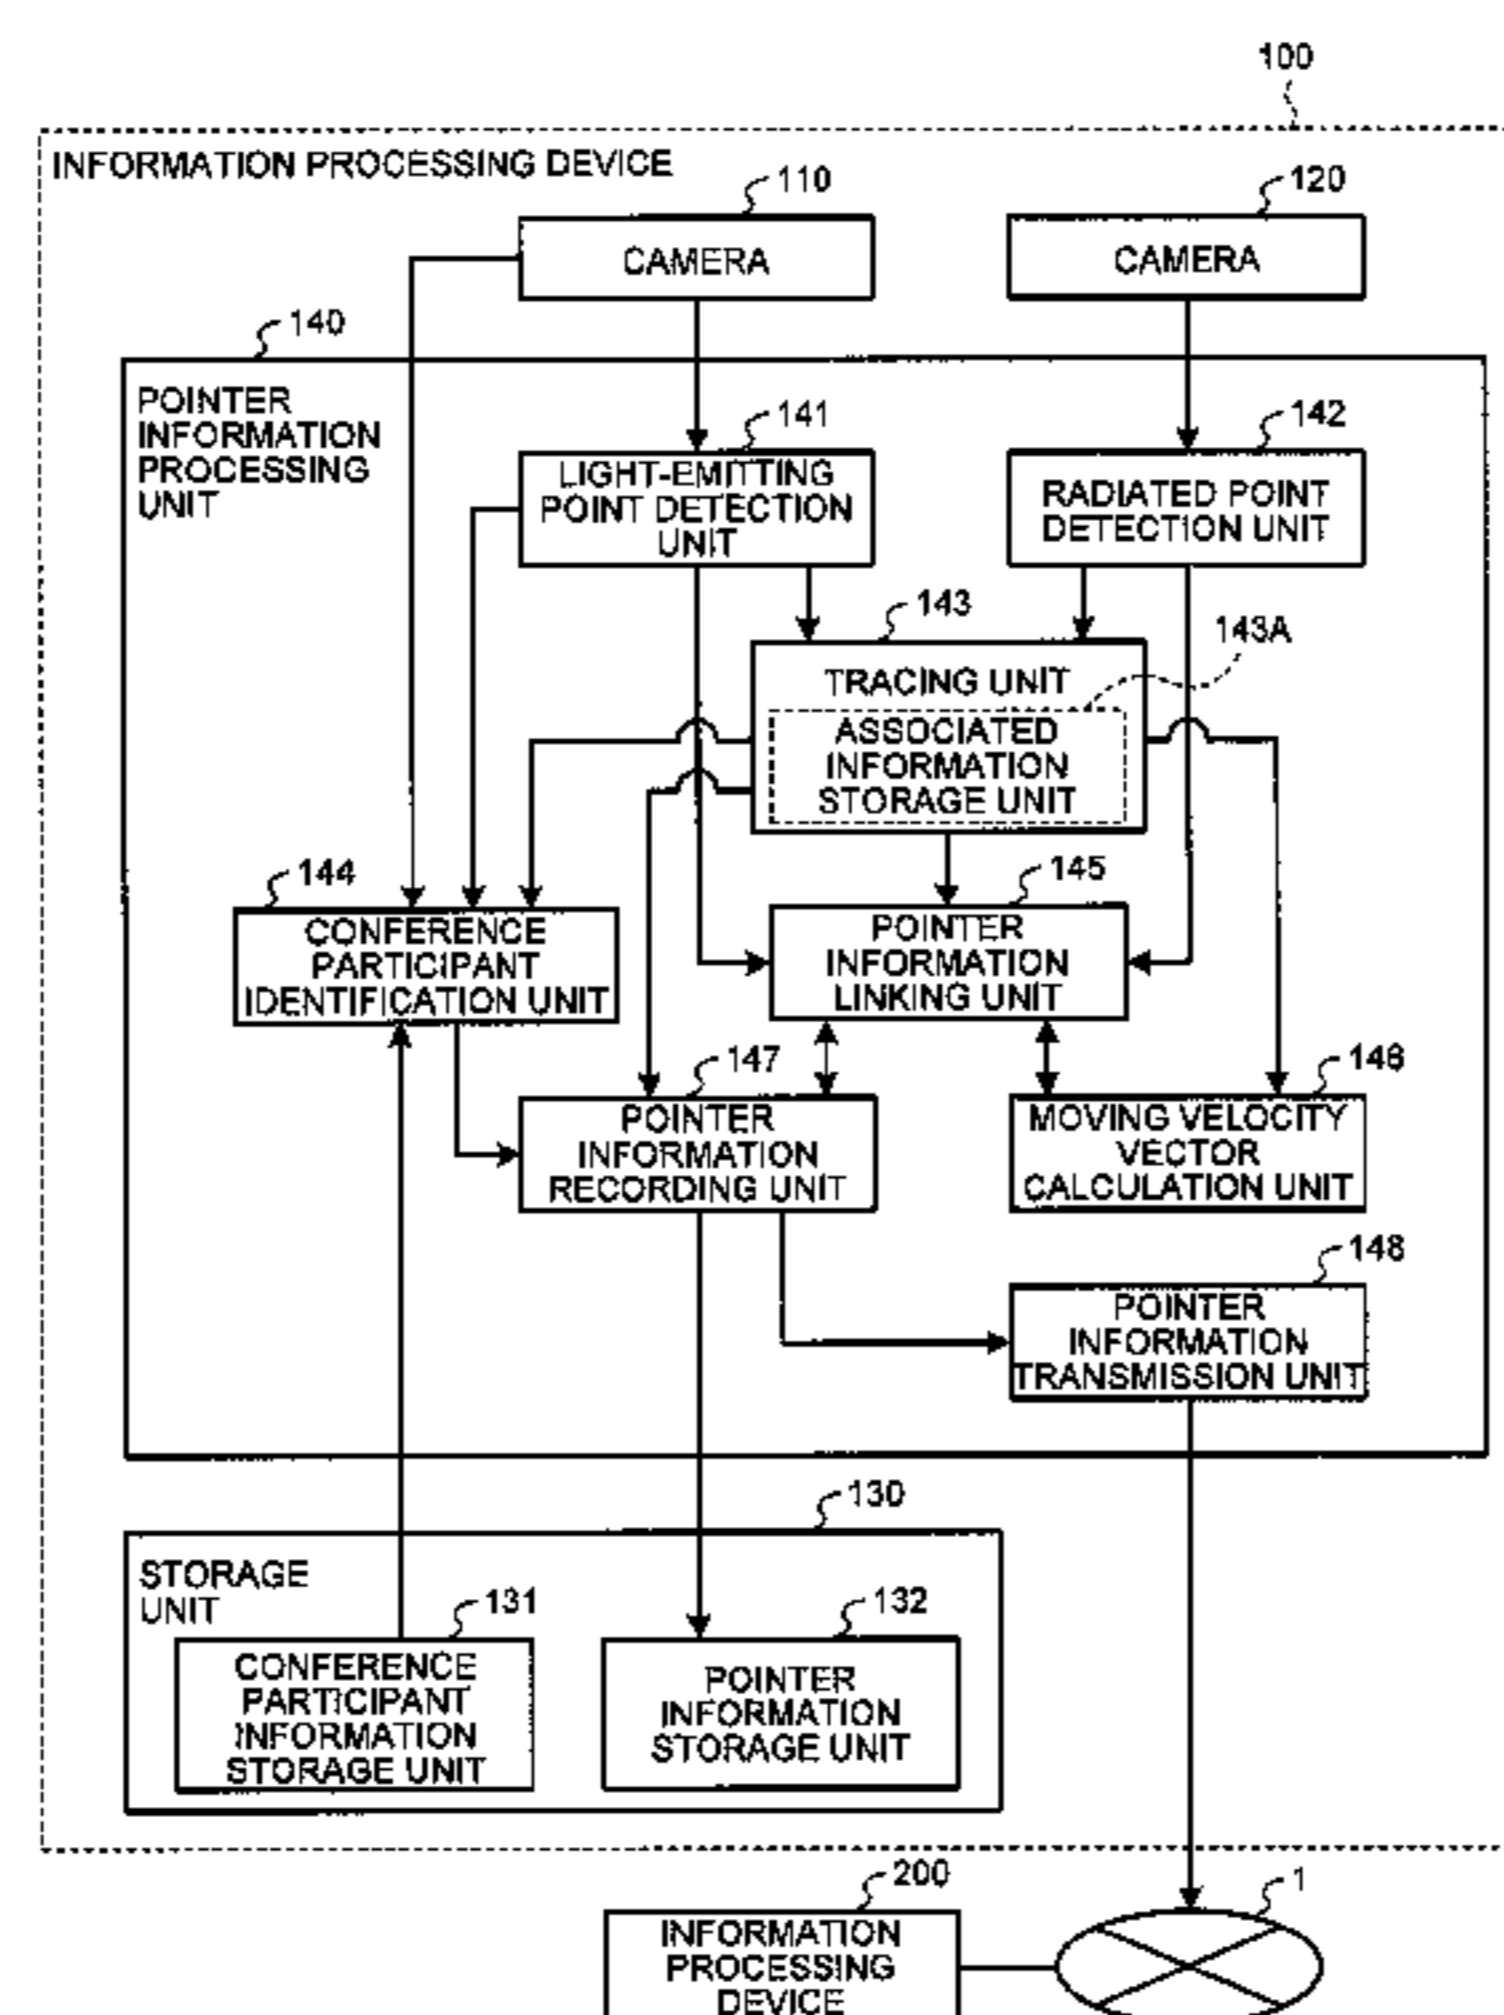 100
INFORMATION PROCESSING DEVICE
110
120
CAMERA
CAMERA
140
POINTER
INFORMATION
PROCESSING
UNIT
141
142
LIGHT-EMITTING
POINT DETECTION
UNIT
RADIATED POINT
DETECTION UNIT
143
143A
TRACING UNIT
ASSOCIATED
INFORMATION
STORAGE UNIT
144
145
CONFERENCE
PARTICIPANT
IDENTIFICATION UNIT
POINTER
INFORMATION
LINKING UNIT
147
146
POINTER
INFORMATION
RECORDING UNIT
MOVING VELOCITY
VECTOR
CALCULATION UNIT
148
POINTER
INFORMATION
TRANSMISSION UNIT
130
STORAGE
UNIT
131
132
CONFERENCE
PARTICIPANT
INFORMATION
STORAGE UNIT
POINTER
INFORMATION
STORAGE UNIT
200
1
INFORMATION
PROCESSING
DEVICE